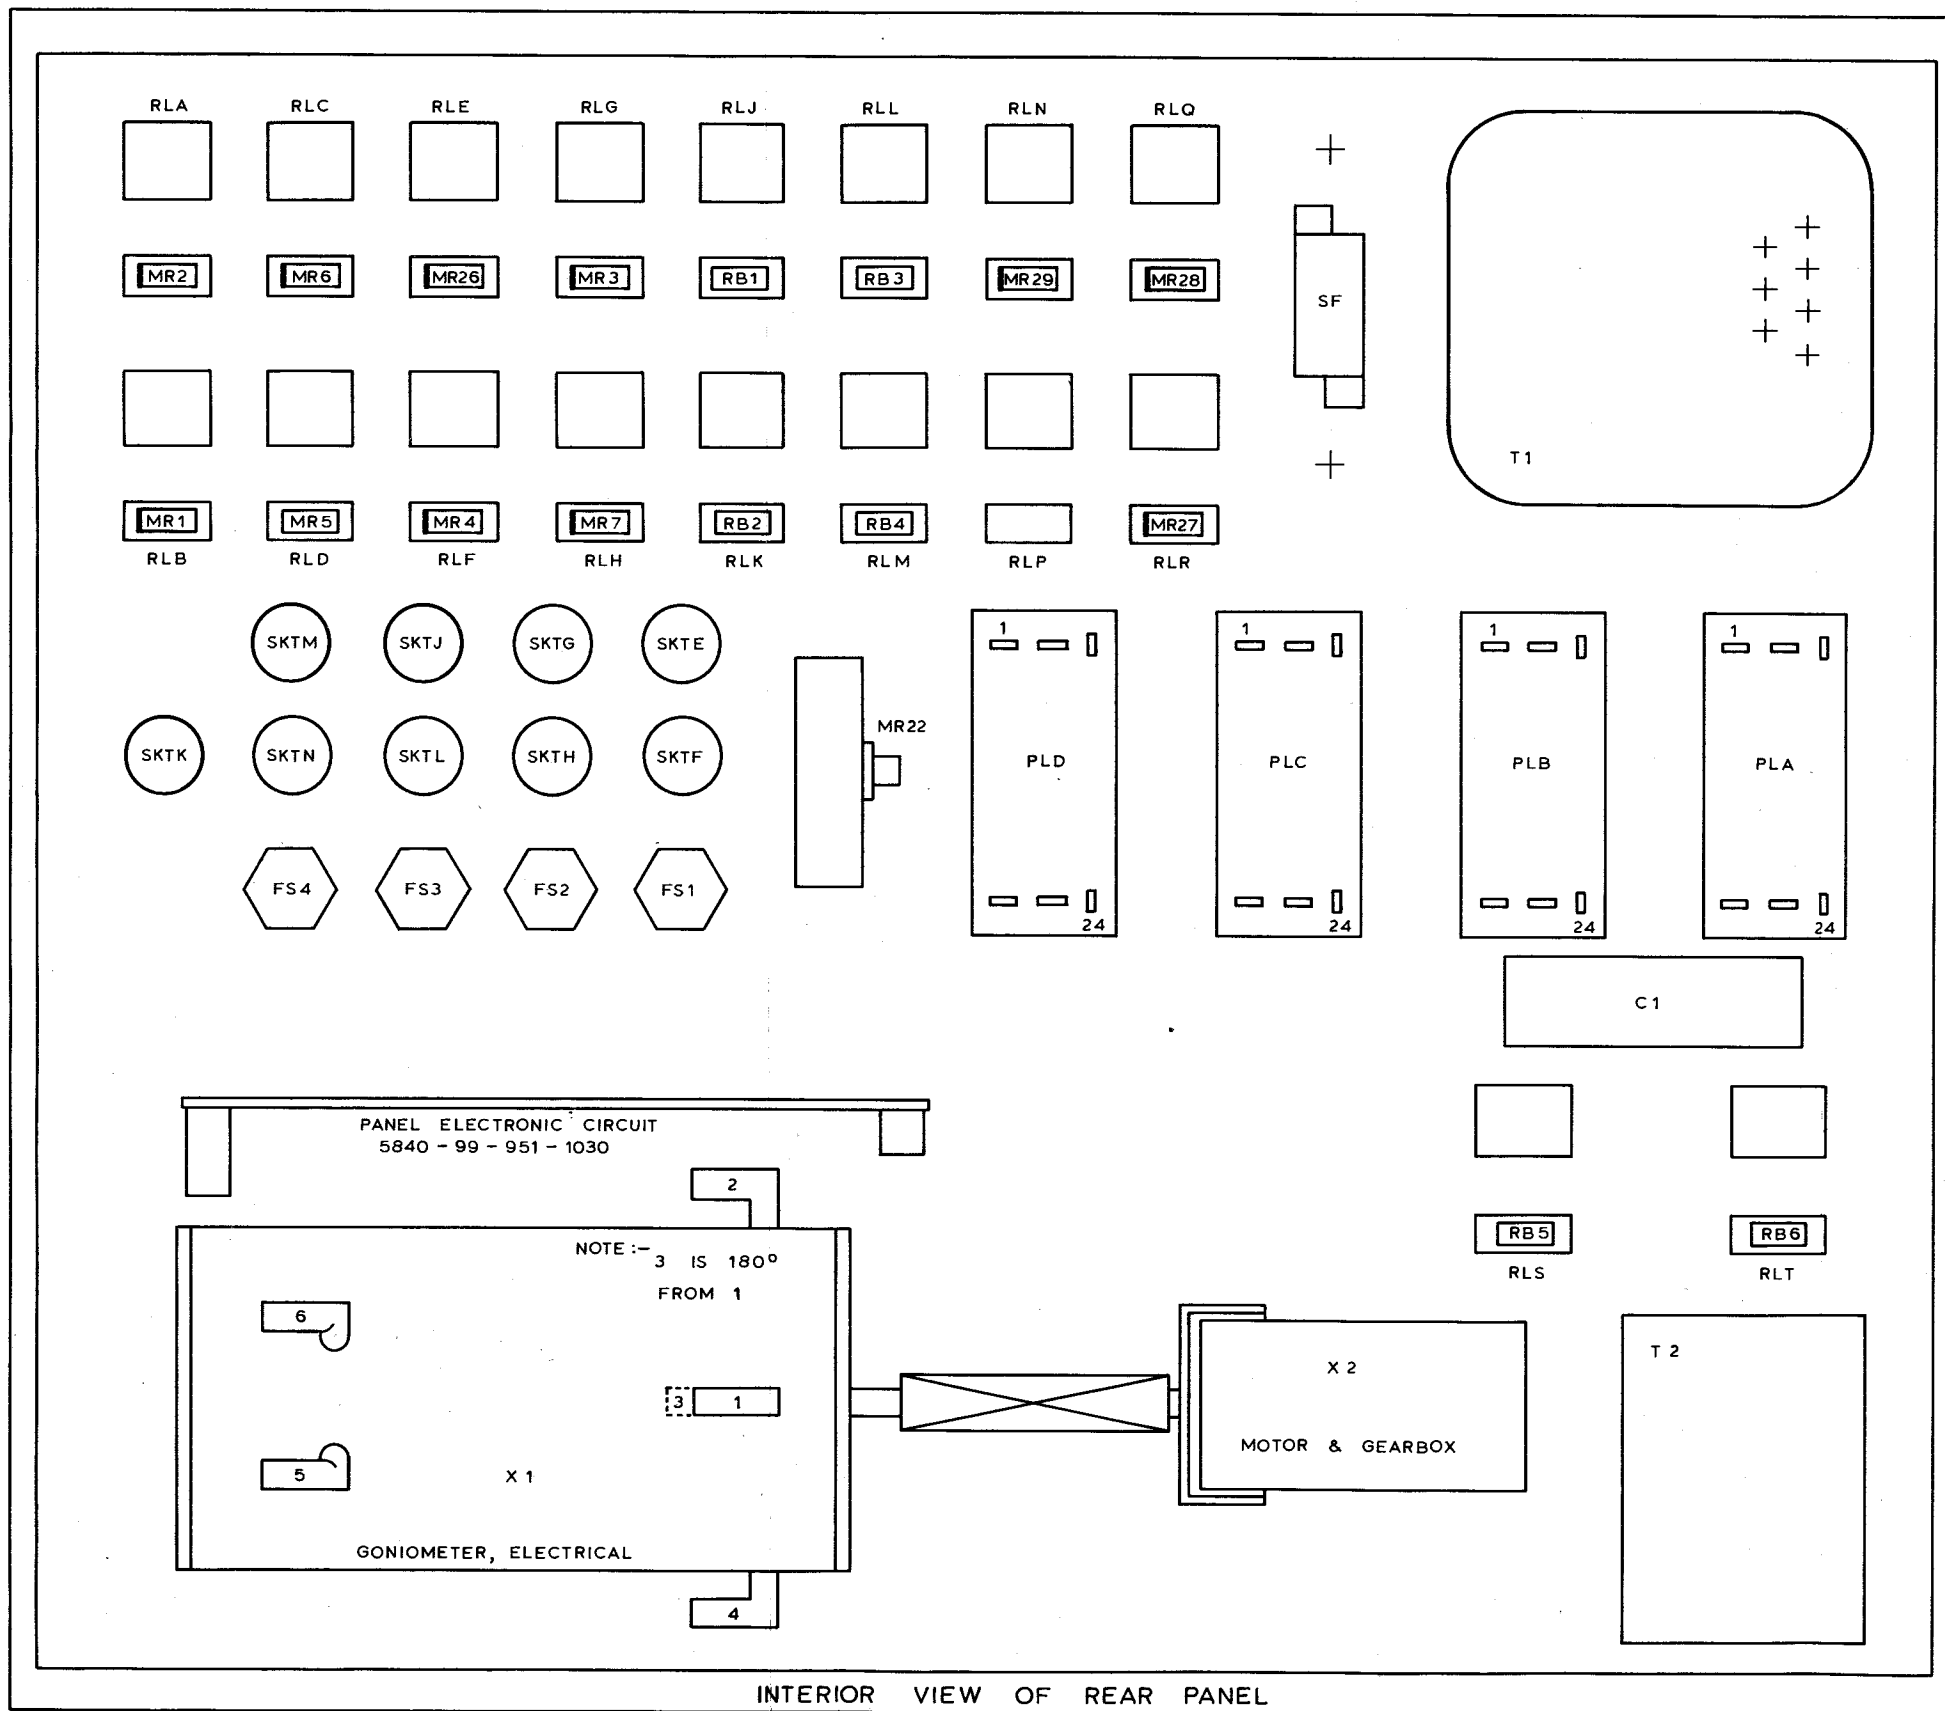 RLA RLC RLE RLG RLJ RLL RLN RLQ
MR2 MR6 MR26 MR3 RB1 RB3 MR29 MR28
SF
T1
MR1 MR5 MR4 MR7 RB2 RB4 MR27
RLB RLD RLF RLH RLK RLM RLP RLR
SKTM SKTJ SKTG SKTE
1 1 1 1
MR22
SKTK SKTN SKTL SKTH SKTF
PLD PLC PLB PLA
FS4 FS3 FS2 FS1
24 24 24 24
C1
PANEL ELECTRONIC CIRCUIT
5840-99-951-1030
2
RB5 RB6
NOTE:- 3 IS 180°
FROM 1
RLS RLT
6
T2
X2
3 1
MOTOR & GEARBOX
5
X1
GONIOMETER, ELECTRICAL
4
INTERIOR VIEW OF REAR PANEL